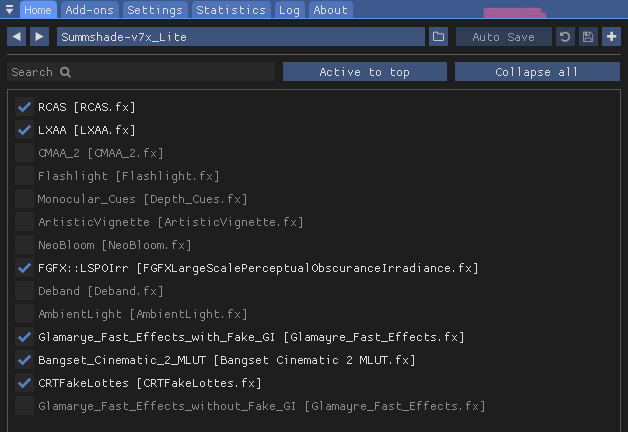 Home Add-ons Settings Statistics Log About
Summshade-v7x_Lite Auto Save
Search Active to top Collapse all
RCAS [RCAS.fx]
LXAA [LXAA.fx]
CMAA_2 [CMAA_2.fx]
Flashlight [Flashlight.fx]
Monocular_Cues [Depth_Cues.fx]
ArtisticVignette [ArtisticVignette.fx]
NeoBloom [NeoBloom.fx]
FGFX::LSPOIrr [FGFXLargeScalePerceptualObscuranceIrradiance.fx]
Deband [Deband.fx]
AmbientLight [AmbientLight.fx]
Glamarye_Fast_Effects_with_Fake_GI [Glamayre_Fast_Effects.fx]
Bangset_Cinematic_2_MLUT [Bangset Cinematic 2 MLUT.fx]
CRTFakeLottes [CRTFakeLottes.fx]
Glamarye_Fast_Effects_without_Fake_GI [Glamayre_Fast_Effects.fx]